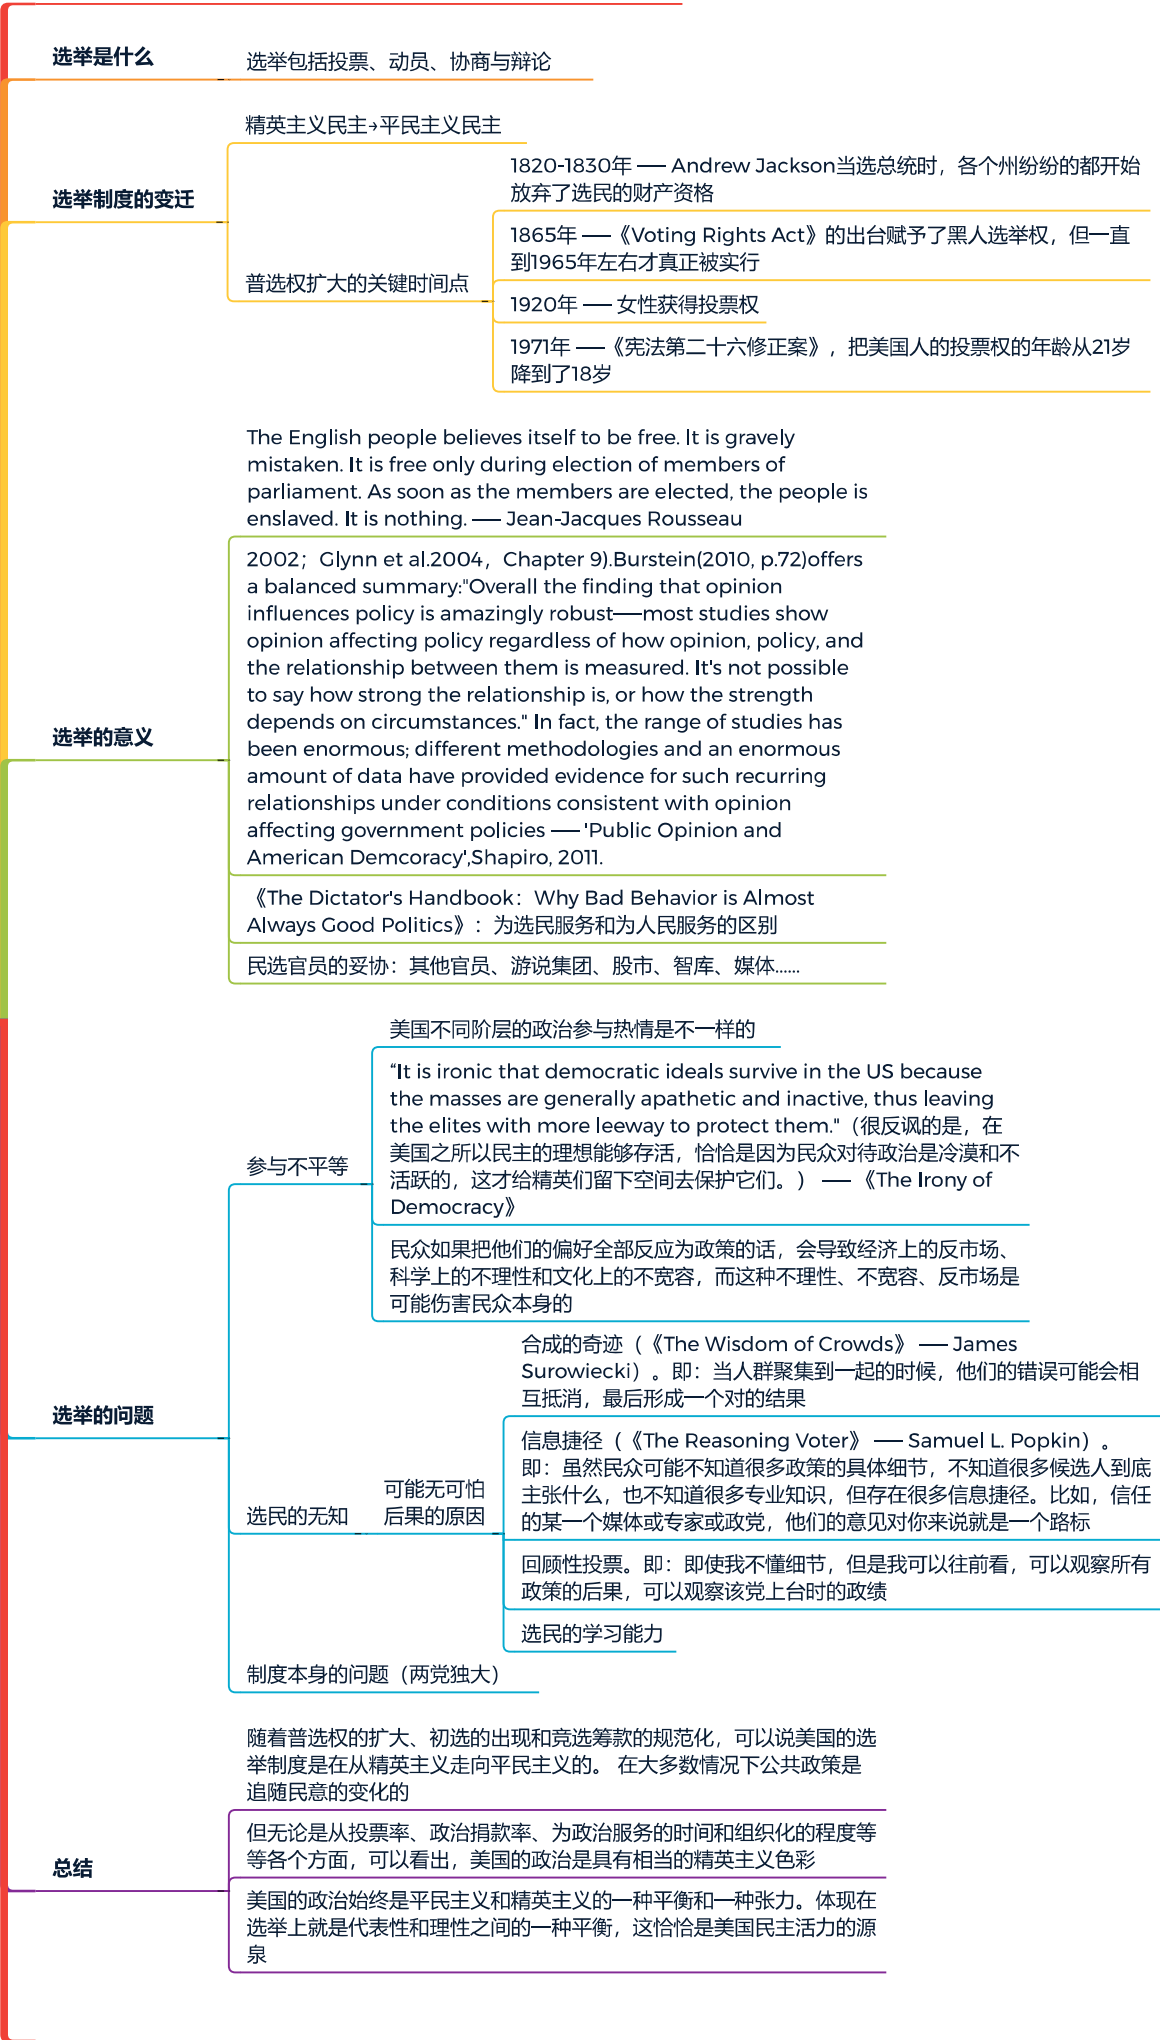 选举是什么
选举包括投票、动员、协商与辩论
选举制度的变迁
精英主义民主→平民主义民主
普选权扩大的关键时间点
1820-1830年 —— Andrew Jackson当选总统时，各个州纷纷的都开始
放弃了选民的财产资格
1865年 ——《Voting Rights Act》的出台赋予了黑人选举权，但一直
到1965年左右才真正被实行
1920年 —— 女性获得投票权
1971年 ——《宪法第二十六修正案》，把美国人的投票权的年龄从21岁
降到了18岁
选举的意义
The English people believes itself to be free. It is gravely
mistaken. It is free only during election of members of
parliament. As soon as the members are elected, the people is
enslaved. It is nothing. —— Jean-Jacques Rousseau
2002；Glynn et al.2004，Chapter 9).Burstein(2010, p.72)offers
a balanced summary:"Overall the finding that opinion
influences policy is amazingly robust——most studies show
opinion affecting policy regardless of how opinion, policy, and
the relationship between them is measured. It's not possible
to say how strong the relationship is, or how the strength
depends on circumstances." In fact, the range of studies has
been enormous; different methodologies and an enormous
amount of data have provided evidence for such recurring
relationships under conditions consistent with opinion
affecting government policies —— 'Public Opinion and
American Demcoracy',Shapiro, 2011.
《The Dictator's Handbook：Why Bad Behavior is Almost
Always Good Politics》：为选民服务和为人民服务的区别
民选官员的妥协：其他官员、游说集团、股市、智库、媒体……
选举的问题
参与不平等
美国不同阶层的政治参与热情是不一样的
“It is ironic that democratic ideals survive in the US because
the masses are generally apathetic and inactive, thus leaving
the elites with more leeway to protect them."（很反讽的是，在
美国之所以民主的理想能够存活，恰恰是因为民众对待政治是冷漠和不
活跃的，这才给精英们留下空间去保护它们。） —— 《The Irony of
Democracy》
民众如果把他们的偏好全部反应为政策的话，会导致经济上的反市场、
科学上的不理性和文化上的不宽容，而这种不理性、不宽容、反市场是
可能伤害民众本身的
选民的无知
可能无可怕
后果的原因
合成的奇迹（《The Wisdom of Crowds》 —— James
Surowiecki）。即：当人群聚集到一起的时候，他们的错误可能会相
互抵消，最后形成一个对的结果
信息捷径（《The Reasoning Voter》 —— Samuel L. Popkin）。
即：虽然民众可能不知道很多政策的具体细节，不知道很多候选人到底
主张什么，也不知道很多专业知识，但存在很多信息捷径。比如，信任
的某一个媒体或专家或政党，他们的意见对你来说就是一个路标
回顾性投票。即：即使我不懂细节，但是我可以往前看，可以观察所有
政策的后果，可以观察该党上台时的政绩
选民的学习能力
制度本身的问题（两党独大）
总结
随着普选权的扩大、初选的出现和竞选筹款的规范化，可以说美国的选
举制度是在从精英主义走向平民主义的。 在大多数情况下公共政策是
追随民意的变化的
但无论是从投票率、政治捐款率、为政治服务的时间和组织化的程度等
等各个方面，可以看出，美国的政治是具有相当的精英主义色彩
美国的政治始终是平民主义和精英主义的一种平衡和一种张力。体现在
选举上就是代表性和理性之间的一种平衡，这恰恰是美国民主活力的源
泉